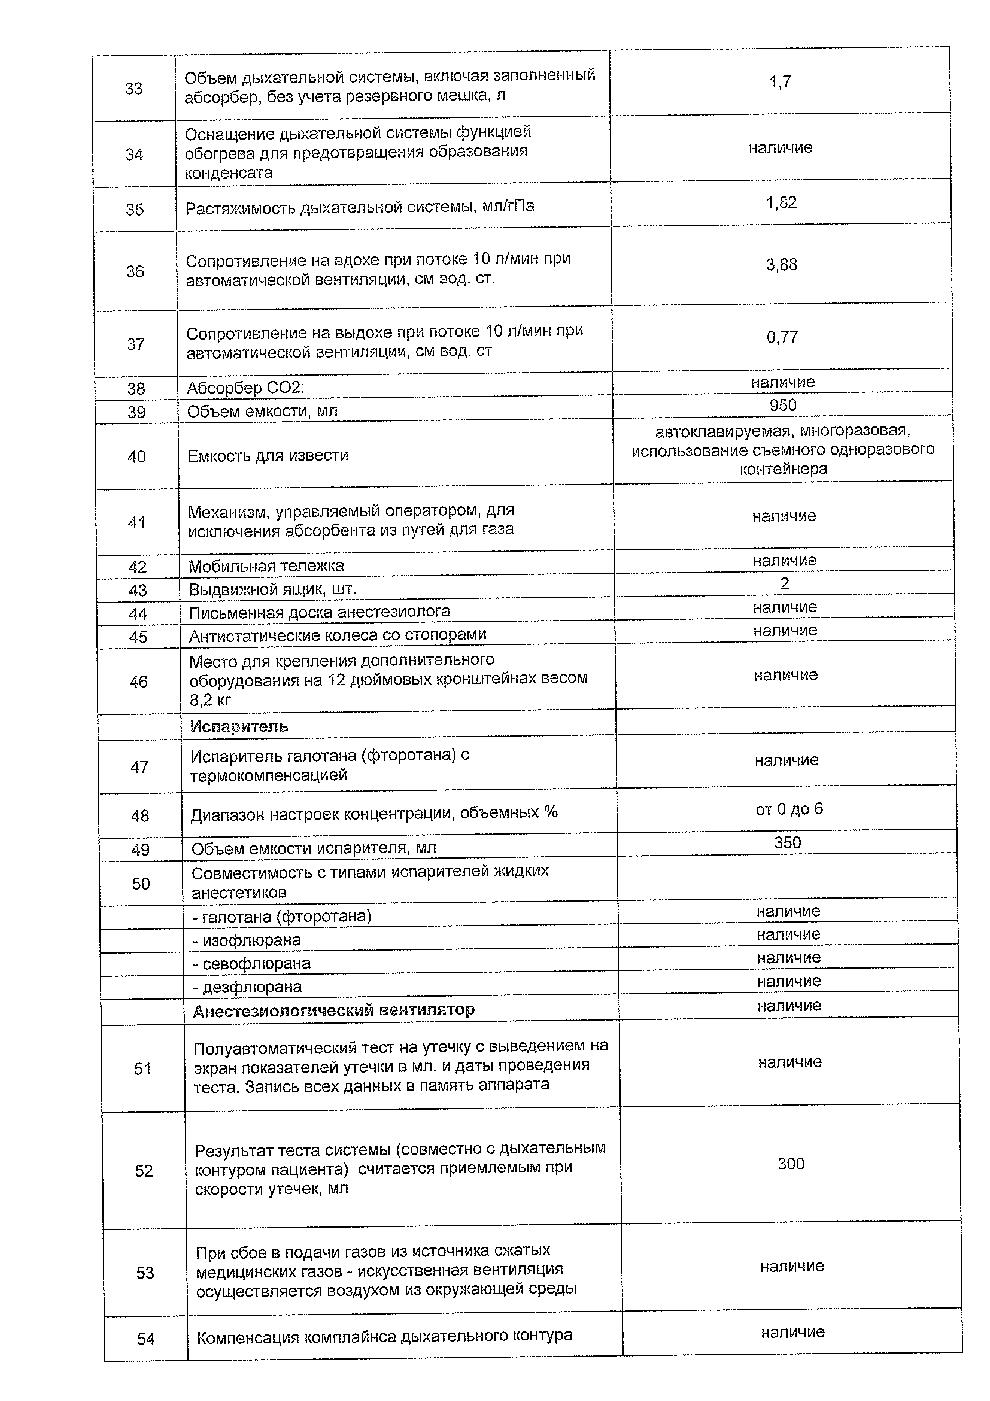 33
Объем дыхательной системы, включая заполненный
абсорбер, без учета резервного мешка, л
1,7
34
Оснащение дыхательной системы функцией
обогрева для предотвращения образования
конденсата
наличие
35
Растяжимость дыхательной системы, мл/гПа
1,82
36
Сопротивление на вдохе при потоке 10 л/мин при
автоматической вентиляции, см вод. ст.
3,88
37
Сопротивление на выдохе при потоке 10 л/мин при
автоматической вентиляции, см вод. ст
0,77
38
Абсорбер CO2:
наличие
39
Объем емкости, мл
950
40
Емкость для извести
автоклавируемая, многоразовая,
использование съемного одноразового
контейнера
41
Механизм, управляемый оператором, для
исключения абсорбента из путей для газа
наличие
42
Мобильная тележка
наличие
43
Выдвижной ящик, шт.
2
44
Письменная доска анестезиолога
наличие
45
Антистатические колеса со стопорами
наличие
46
Место для крепления дополнительного
оборудования на 12 дюймовых кронштейнах весом
8,2 кг
наличие
Испаритель
47
Испаритель галотана (фторотана) с
термокомпенсацией
наличие
48
Диапазон настроек концентрации, объемных %
от 0 до 6
49
Объем емкости испарителя, мл
350
50
Совместимость с типами испарителей жидких
анестетиков
- галотана (фторотана)
наличие
- изофлюрана
наличие
- севофлюрана
наличие
- дезфлюрана
наличие
Анестезиологический вентилятор
наличие
51
Полуавтоматический тест на утечку с выведением на
экран показателей утечки в мл. и даты проведения
теста. Запись всех данных в память аппарата
наличие
52
Результат теста системы (совместно с дыхательным
контуром пациента) считается приемлемым при
скорости утечек, мл
300
53
При сбое в подачи газов из источника сжатых
медицинских газов - искусственная вентиляция
осуществляется воздухом из окружающей среды
наличие
54
Компенсация комплайнса дыхательного контура
наличие